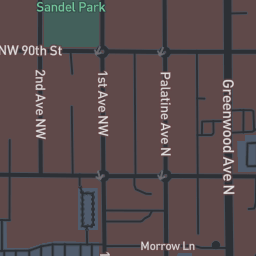 Sandel Park
NW 90th St
2nd Ave NW
1st Ave NW
Palatine Ave N
Greenwood Ave N
Morrow Ln